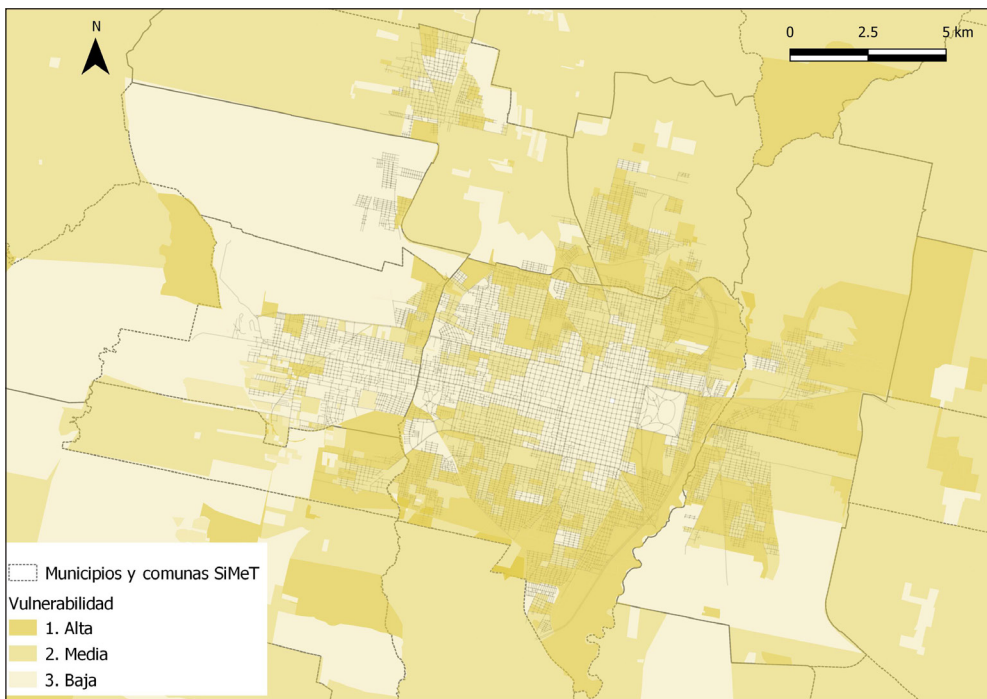 N
0 2.5 5 km
Municipios y comunas SiMeT
Vulnerabilidad
1. Alta
2. Media
3. Baja